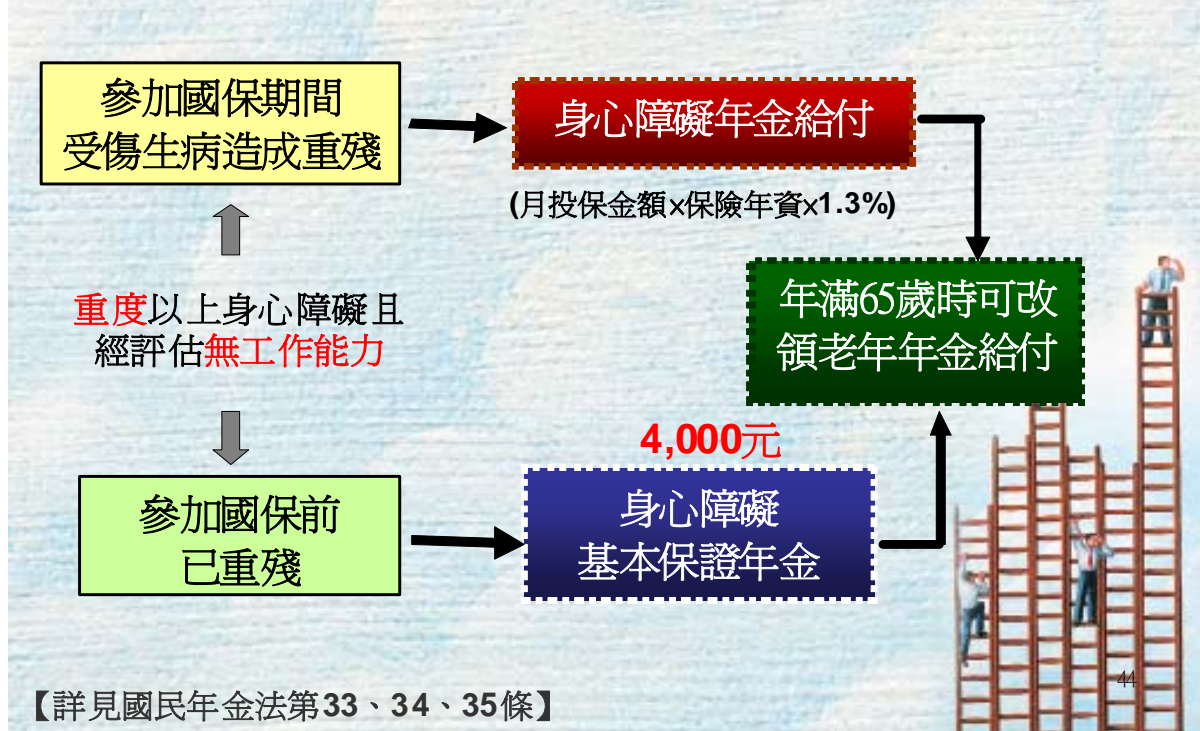 參加國保期間
受傷生病造成重殘
身心障礙年金給付
(月投保金額×保險年資×1.3%)
年滿65歲時可改
領老年年金給付
重度以上身心障礙且
經評估無工作能力
4,000元
參加國保前
已重殘
身心障礙
基本保證年金
44
【詳見國民年金法第33、34、35條】